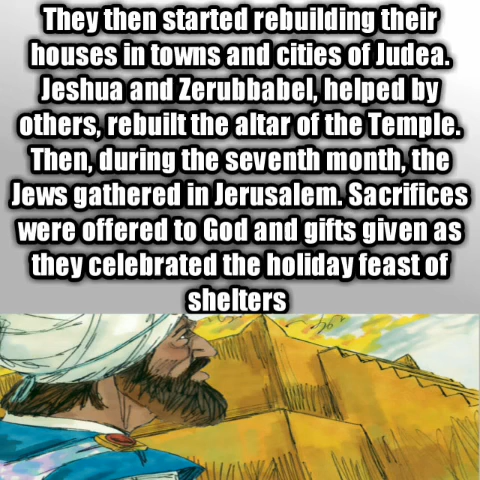 They then started rebuilding their
houses in towns and cities of Judea.
Jeshua and Zerubbabel, helped by
others, rebuilt the altar of the Temple.
Then, during the seventh month, the
Jews gathered in Jerusalem. Sacrifices
were offered to God and gifts given as
they celebrated the holiday feast of
shelters